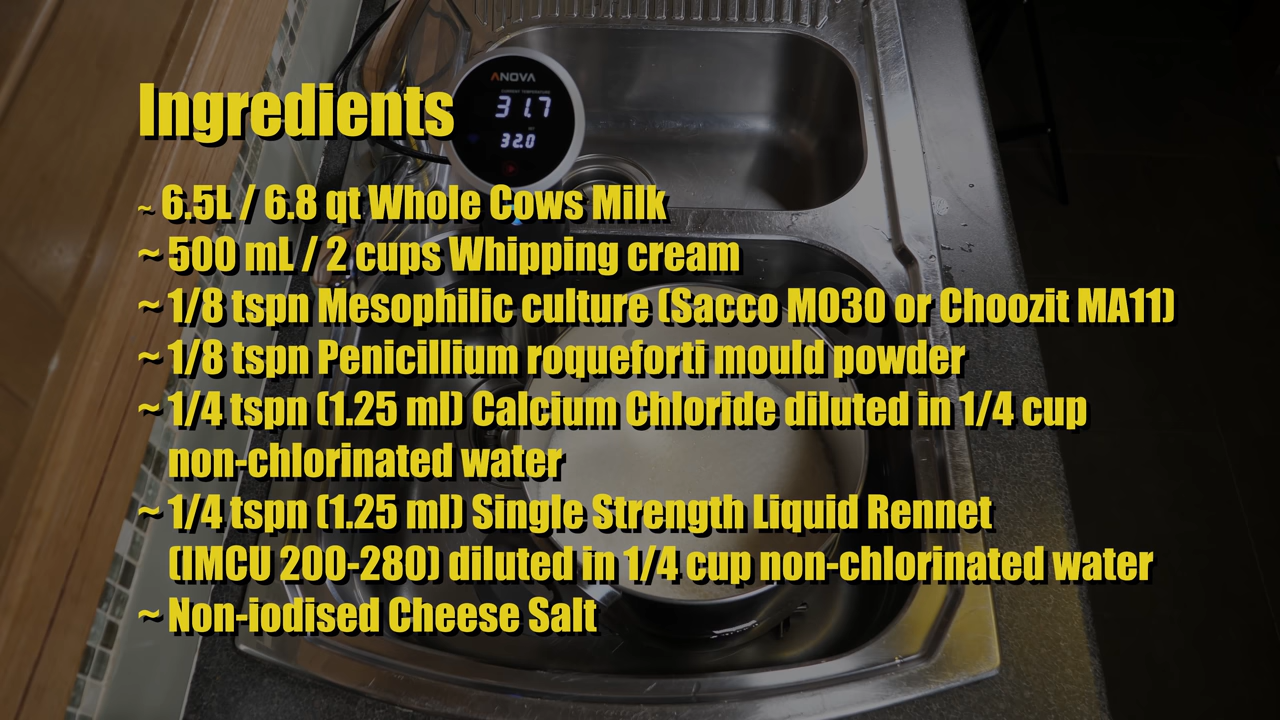 Ingredients
ANOVA
CURRENT TEMPERATURE
31.7
32.0
~ 6.5L / 6.8 qt Whole Cows Milk
~ 500 mL / 2 cups Whipping cream
~ 1/8 tspn Mesophilic culture (Sacco MO30 or Choozit MA11)
~ 1/8 tspn Penicillium roqueforti mould powder
~ 1/4 tspn (1.25 ml) Calcium Chloride diluted in 1/4 cup
non-chlorinated water
~ 1/4 tspn (1.25 ml) Single Strength Liquid Rennet
(IMCU 200-280) diluted in 1/4 cup non-chlorinated water
~ Non-iodised Cheese Salt